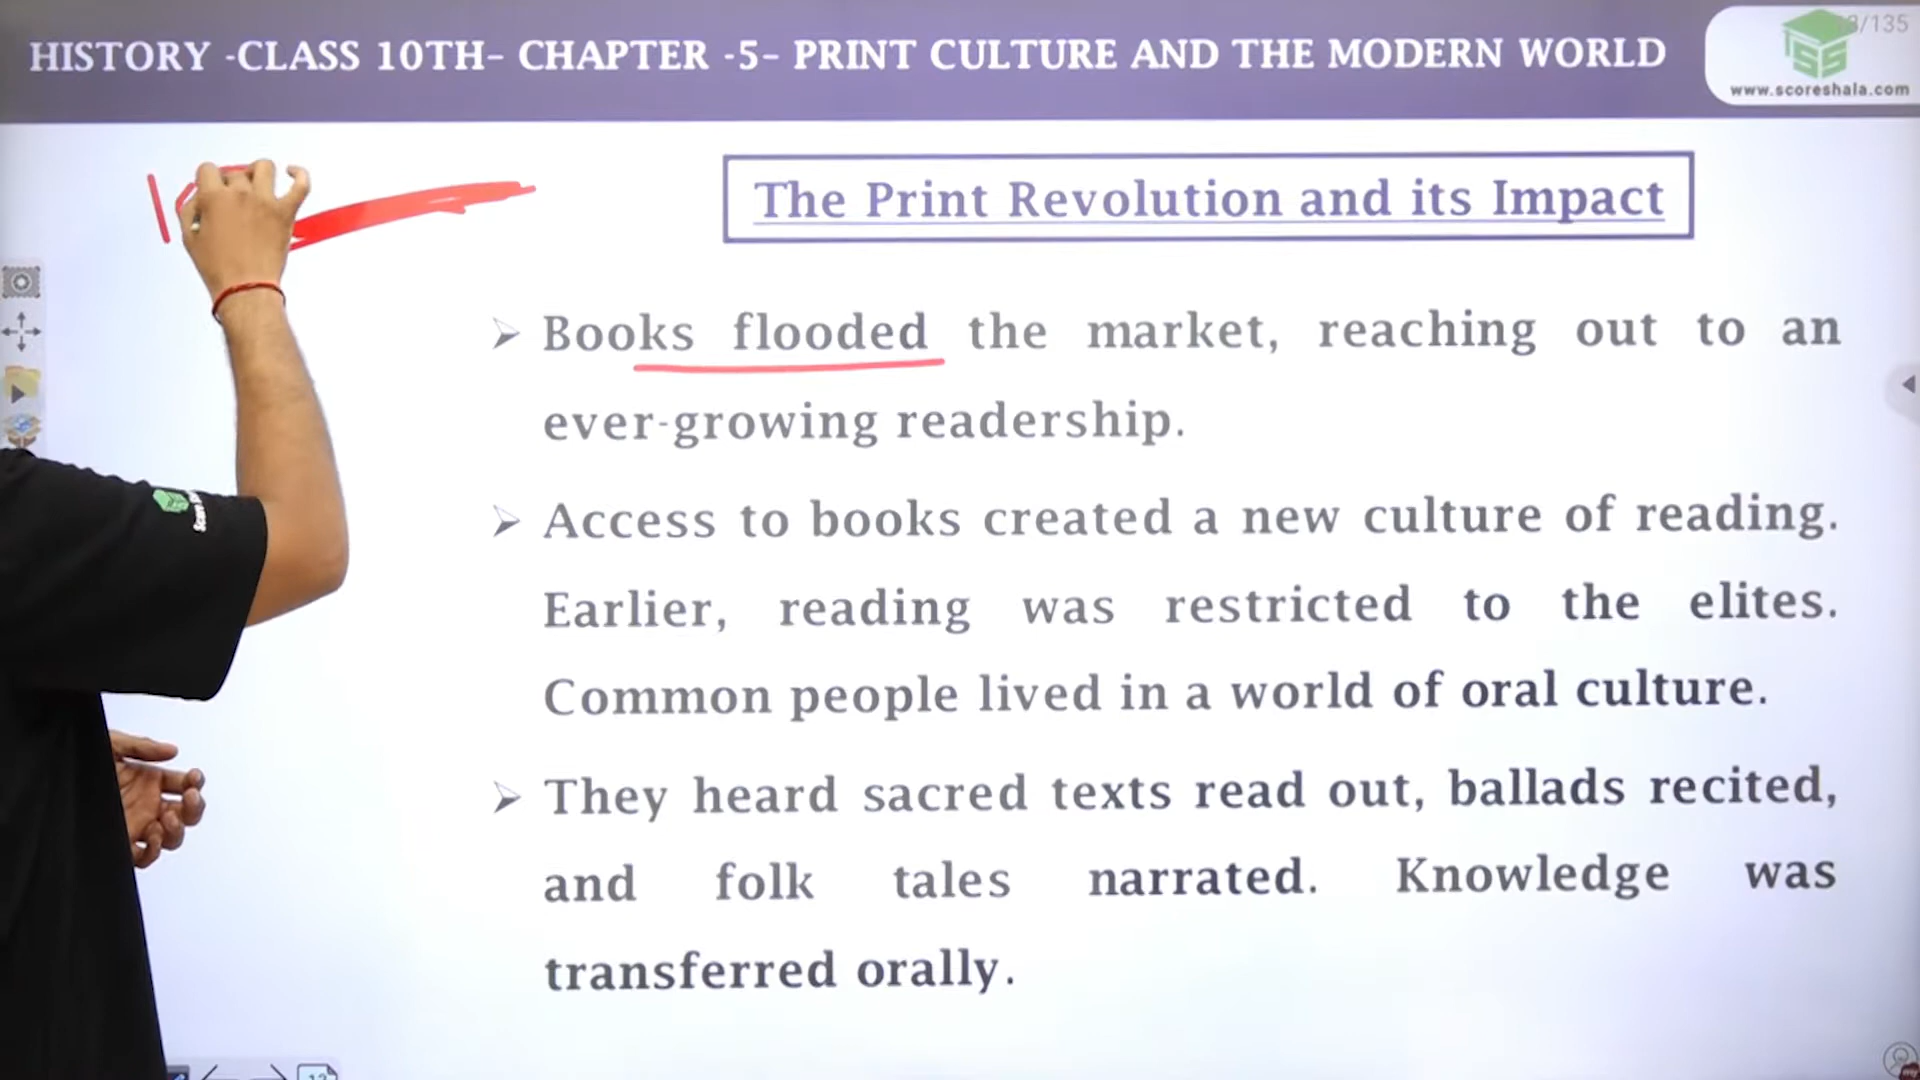 HISTORY -CLASS 10TH– CHAPTER -5– PRINT CULTURE AND THE MODERN WORLD
/135
www.scoreshala.com
The Print Revolution and its Impact
Books flooded the market, reaching out to an
ever-growing readership.
Access to books created a new culture of reading.
Earlier, reading was restricted to the elites.
Common people lived in a world of oral culture.
They heard sacred texts read out, ballads recited,
and folk tales narrated. Knowledge was
transferred orally.